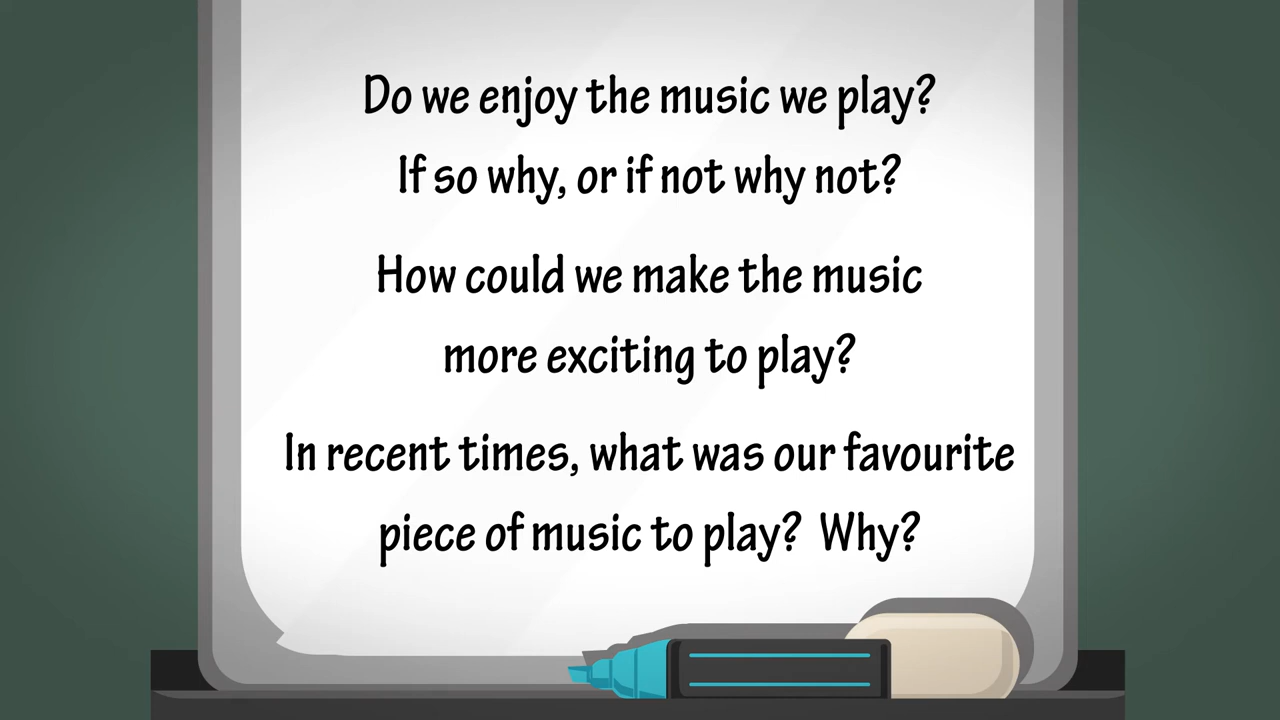 Do we enjoy the music we play?
If so why, or if not why not?
How could we make the music
more exciting to play?
In recent times, what was our favourite
piece of music to play?  Why?